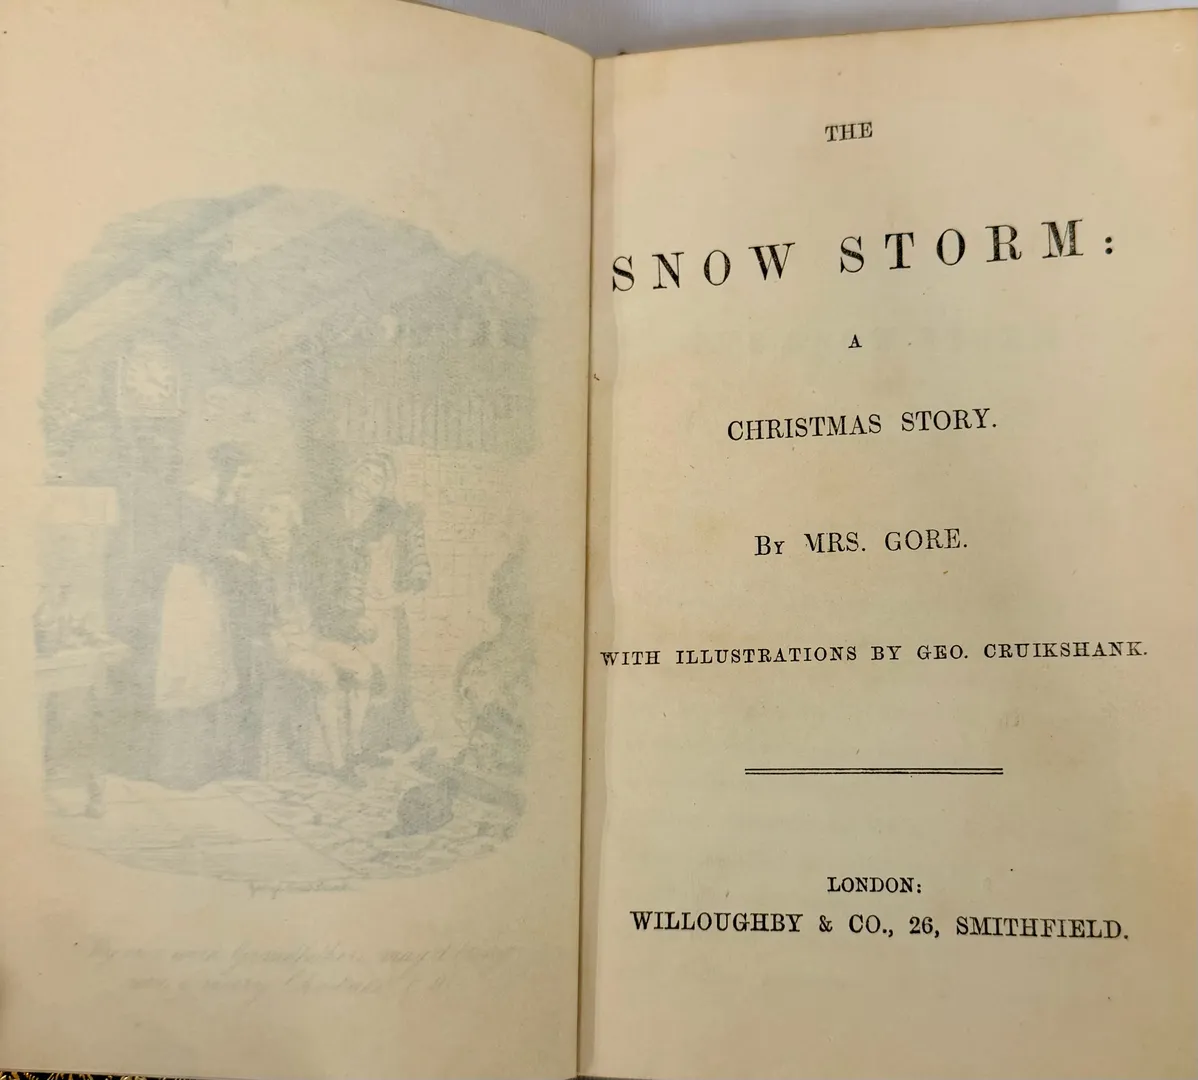 THE
SNOW STORM:
A
CHRISTMAS STORY.
BY MRS. GORE.
WITH ILLUSTRATIONS BY GEO. CRUIKSHANK.
LONDON:
WILLOUGHBY & CO., 26, SMITHFIELD.